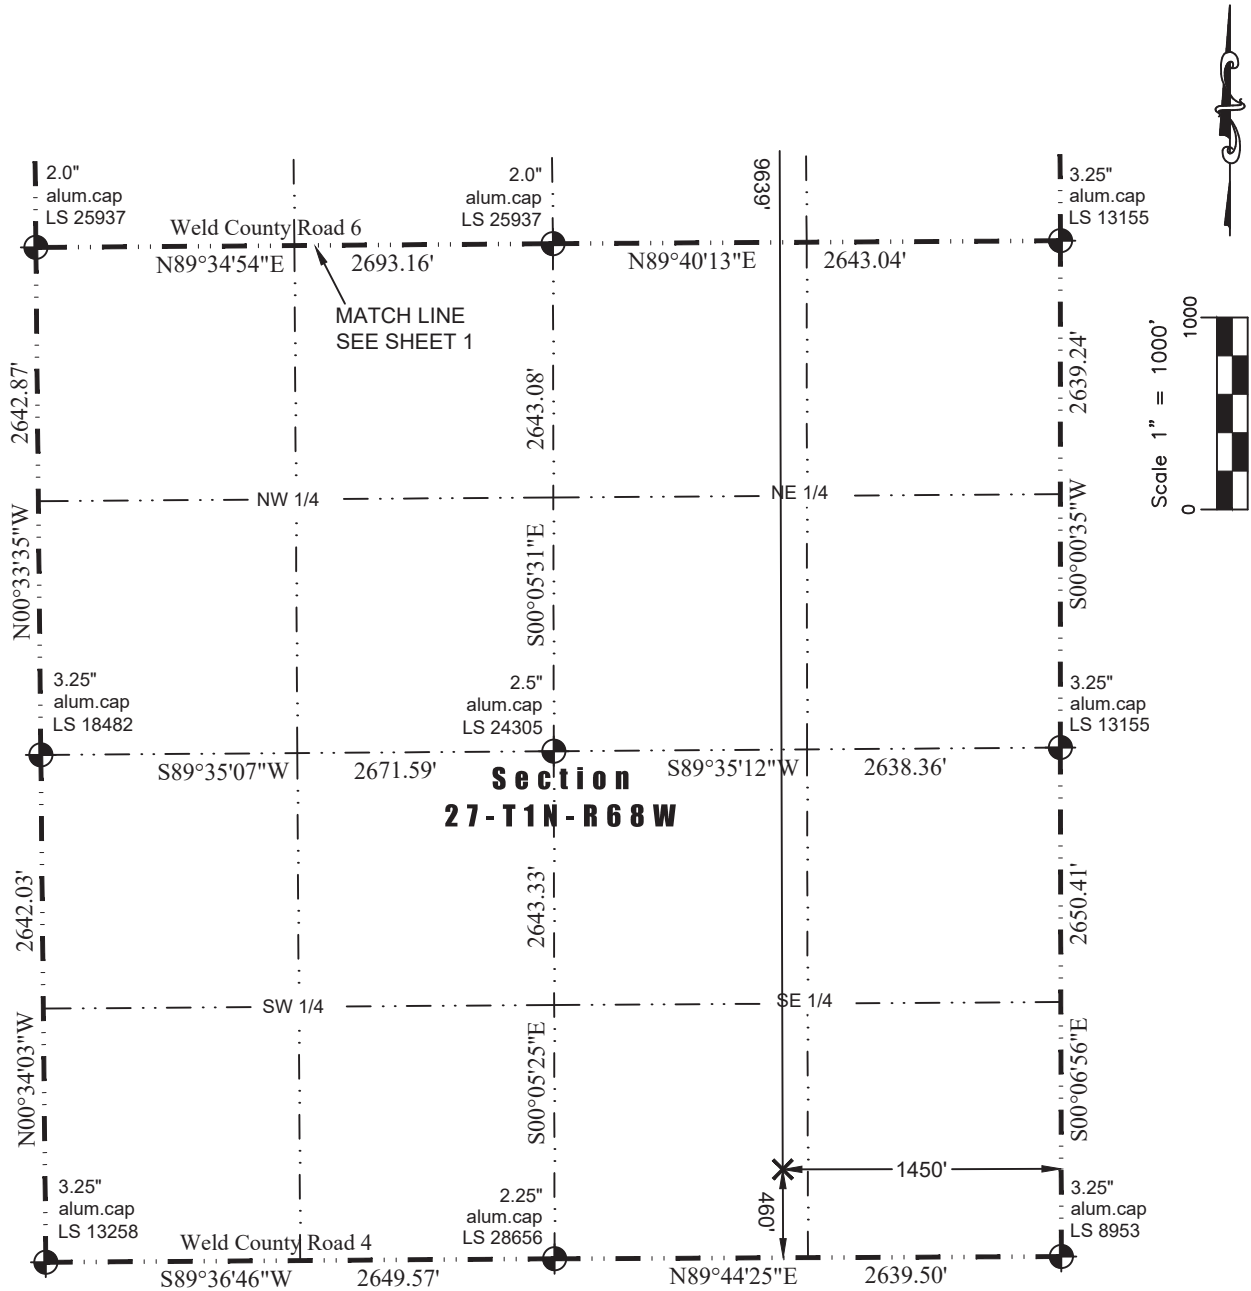 2.0"
alum.cap
LS 25937
2.0"
alum.cap
LS 25937
9639'
3.25"
alum.cap
LS 13155
Weld County Road 6
N89°34'54"E 2693.16'
N89°40'13"E 2643.04'
MATCH LINE
SEE SHEET 1
2642.87'
2643.08'
2639.24'
Scale 1" = 1000'
1000
0
NW 1/4
NE 1/4
N00°33'35"W
S00°05'31"E
S00°00'35"W
3.25"
alum.cap
LS 18482
2.5"
alum.cap
LS 24305
3.25"
alum.cap
LS 13155
S89°35'07"W 2671.59'
S89°35'12"W 2638.36'
Section
27-T1N-R68W
2642.03'
2643.33'
2650.41'
SW 1/4
SE 1/4
N00°34'03"W
S00°05'25"E
S00°06'56"E
1450'
460'
3.25"
alum.cap
LS 13258
2.25"
alum.cap
LS 28656
3.25"
alum.cap
LS 8953
Weld County Road 4
S89°36'46"W 2649.57'
N89°44'25"E 2639.50'